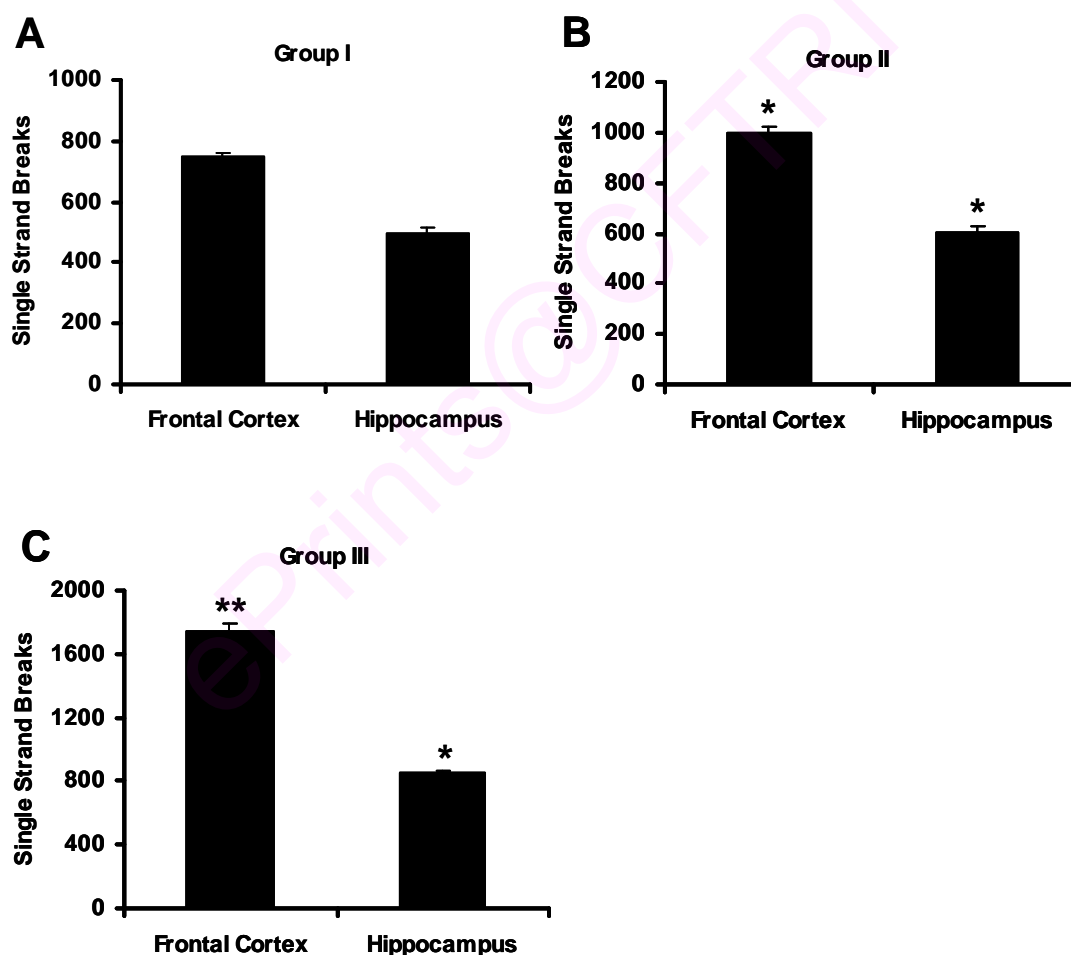 A
Group I
Single Strand Breaks
1000
800
600
400
200
0
Frontal Cortex Hippocampus
B
Group II
Single Strand Breaks
1200
1000
800
600
400
200
0
*
*
Frontal Cortex Hippocampus
C
Group III
Single Strand Breaks
2000
1600
1200
800
400
0
**
*
Frontal Cortex Hippocampus
ePrints@CFTRI